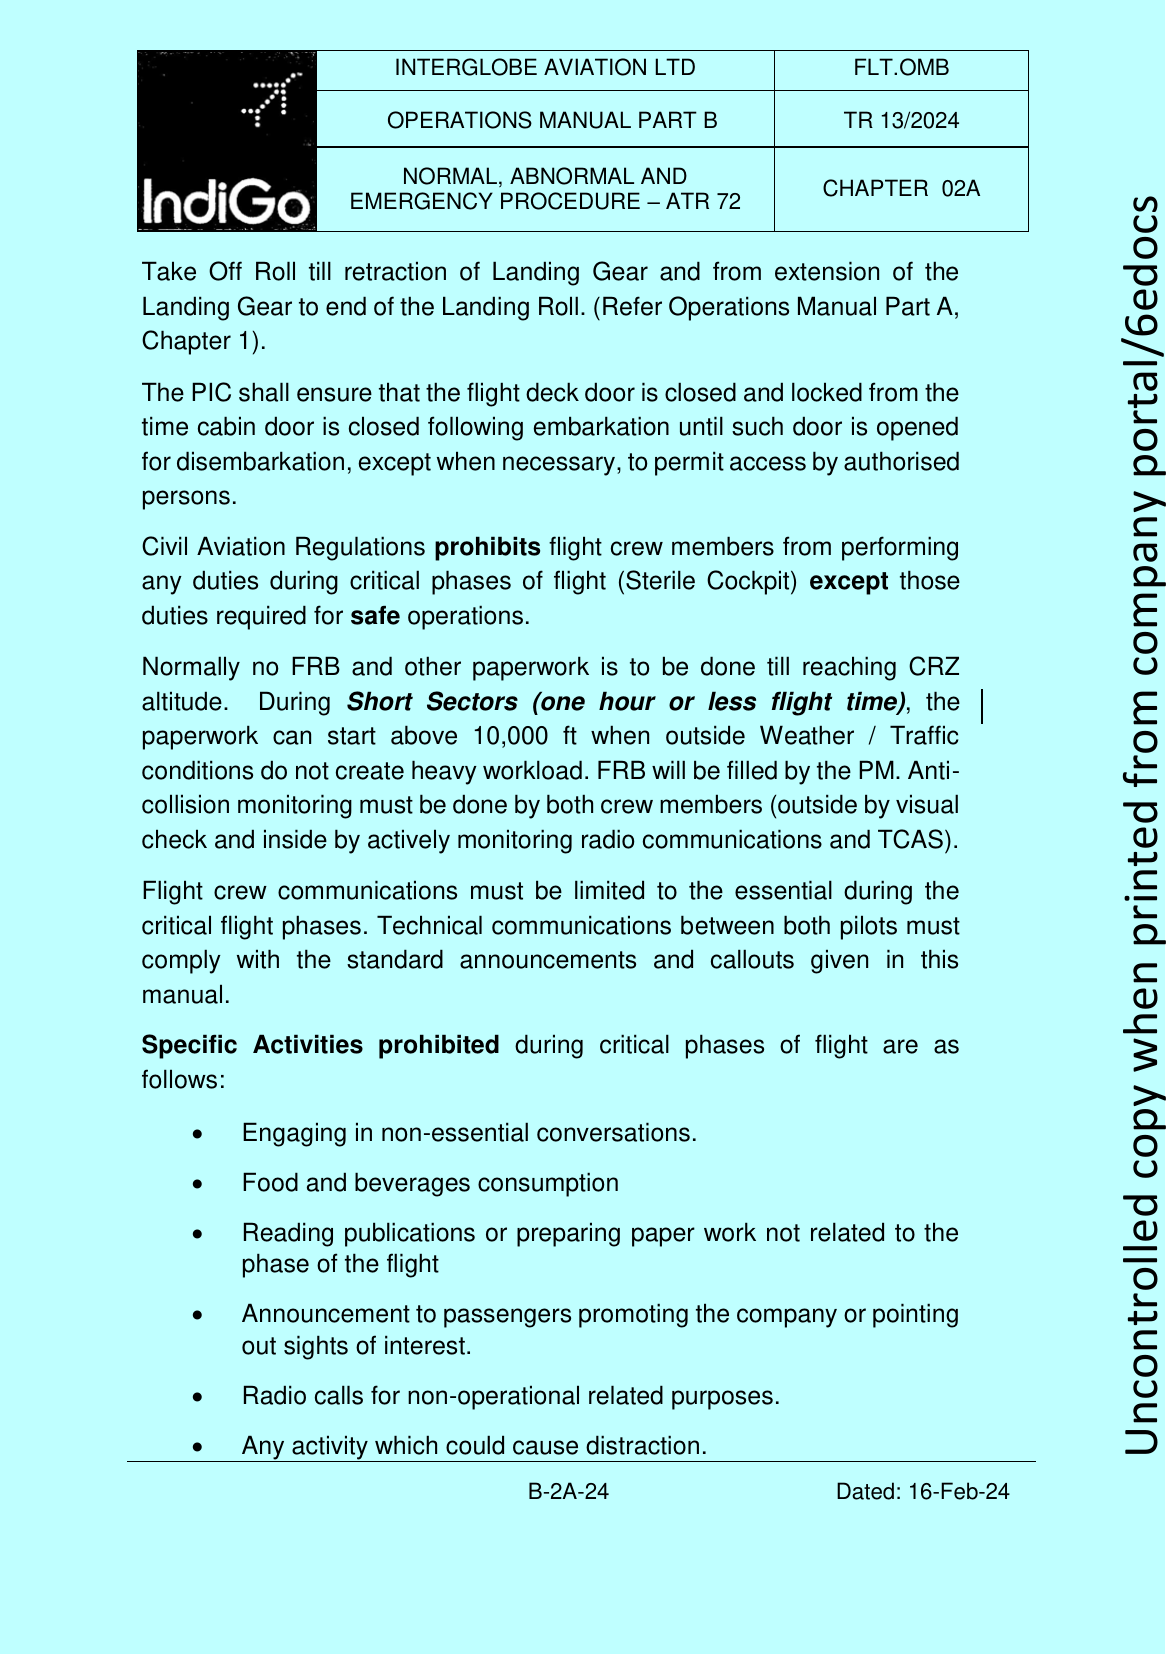 IndiGo
INTERGLOBE AVIATION LTD
FLT.OMB
OPERATIONS MANUAL PART B
TR 13/2024
NORMAL, ABNORMAL AND
EMERGENCY PROCEDURE – ATR 72
CHAPTER 02A
Take Off Roll till retraction of Landing Gear and from extension of the
Landing Gear to end of the Landing Roll. (Refer Operations Manual Part A,
Chapter 1).
The PIC shall ensure that the flight deck door is closed and locked from the
time cabin door is closed following embarkation until such door is opened
for disembarkation, except when necessary, to permit access by authorised
persons.
Civil Aviation Regulations prohibits flight crew members from performing
any duties during critical phases of flight (Sterile Cockpit) except those
duties required for safe operations.
Normally no FRB and other paperwork is to be done till reaching CRZ
altitude. During Short Sectors (one hour or less flight time), the
paperwork can start above 10,000 ft when outside Weather / Traffic
conditions do not create heavy workload. FRB will be filled by the PM. Anti-
collision monitoring must be done by both crew members (outside by visual
check and inside by actively monitoring radio communications and TCAS).
Flight crew communications must be limited to the essential during the
critical flight phases. Technical communications between both pilots must
comply with the standard announcements and callouts given in this
manual.
Specific Activities prohibited during critical phases of flight are as
follows:
• Engaging in non-essential conversations.
• Food and beverages consumption
• Reading publications or preparing paper work not related to the
phase of the flight
• Announcement to passengers promoting the company or pointing
out sights of interest.
• Radio calls for non-operational related purposes.
• Any activity which could cause distraction.
B-2A-24
Dated: 16-Feb-24
Uncontrolled copy when printed from company portal/6edocs